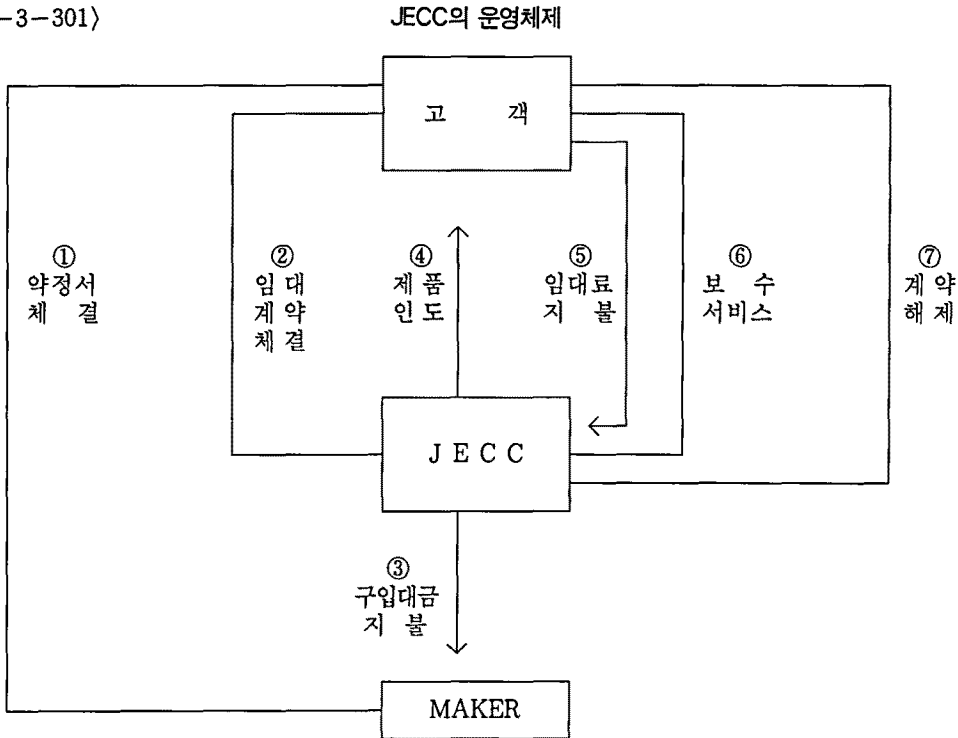 -3-301〉
JECC의 운영체제
고 객
①
약정서
체 결
②
임 대
계 약
체 결
④
제 품
인 도
⑤
임대료
지 불
⑥
보 수
서비스
⑦
계 약
해 제
J E C C
③
구입대금
지 불
MAKER